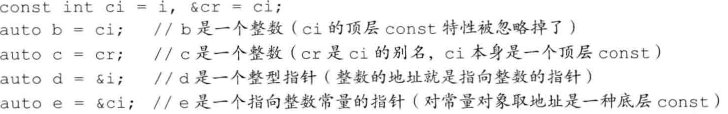 const int ci = i, &cr = ci;
auto b = ci; // b是一个整数（ci的顶层const特性被忽略掉了）
auto c = cr; // c是一个整数（cr是ci的别名，ci本身是一个顶层const）
auto d = &i; // d是一个整型指针（整数的地址就是指向整数的指针）
auto e = &ci; // e是一个指向整数常量的指针（对常量对象取地址是一种底层const）